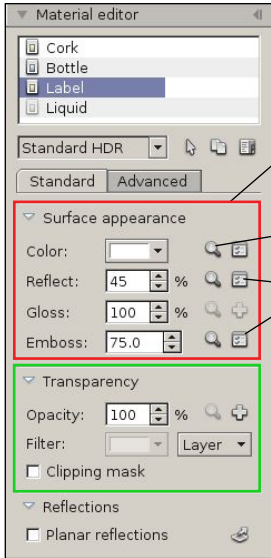 Material editor
Cork
Bottle
Label
Liquid
Standard HDR
Standard Advanced
Surface appearance
Color:
Reflect: 45 %
Gloss: 100 %
Emboss: 75.0
Transparency
Opacity: 100 %
Filter: Layer
Clipping mask
Reflections
Planar reflections